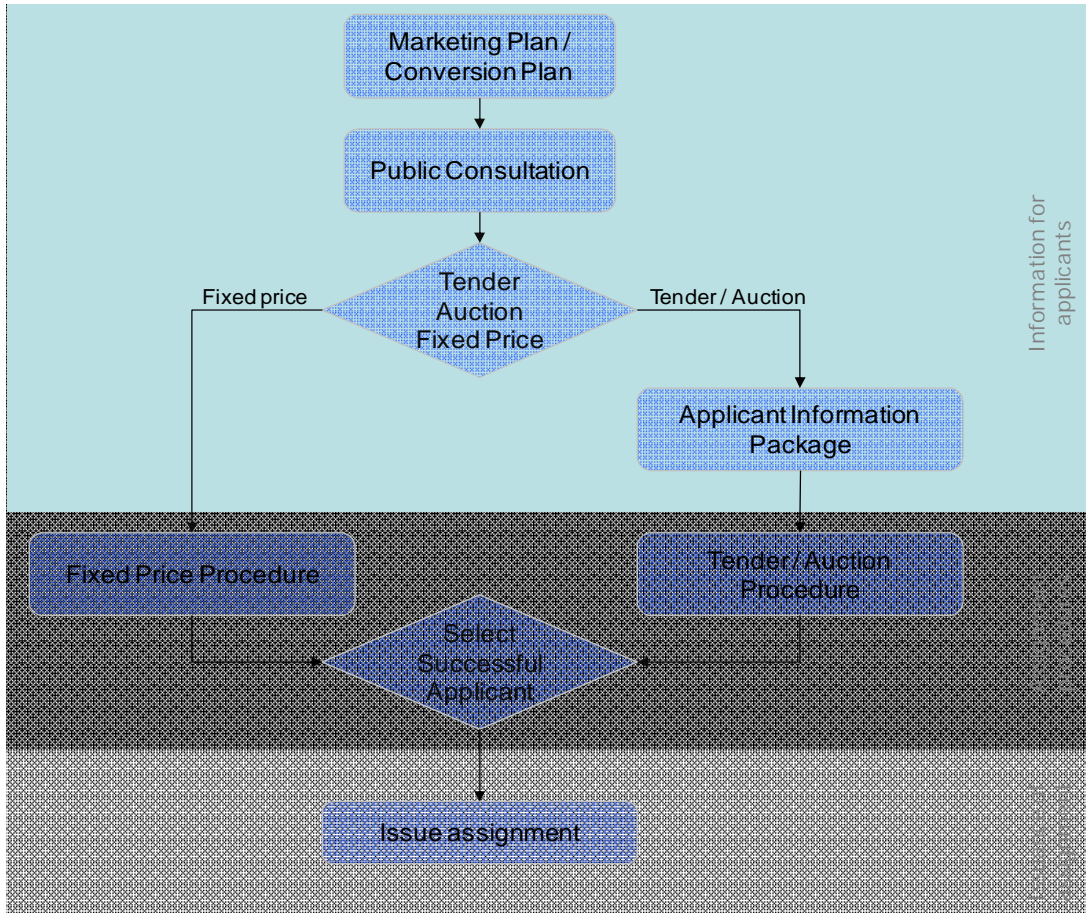 Marketing Plan /
Conversion Plan
Public Consultation
Tender
Auction
Fixed Price
Fixed price
Tender / Auction
Information for
applicants
Applicant Information
Package
Fixed Price Procedure
Tender / Auction
Procedure
Select
Successful
Applicant
Issue assignment